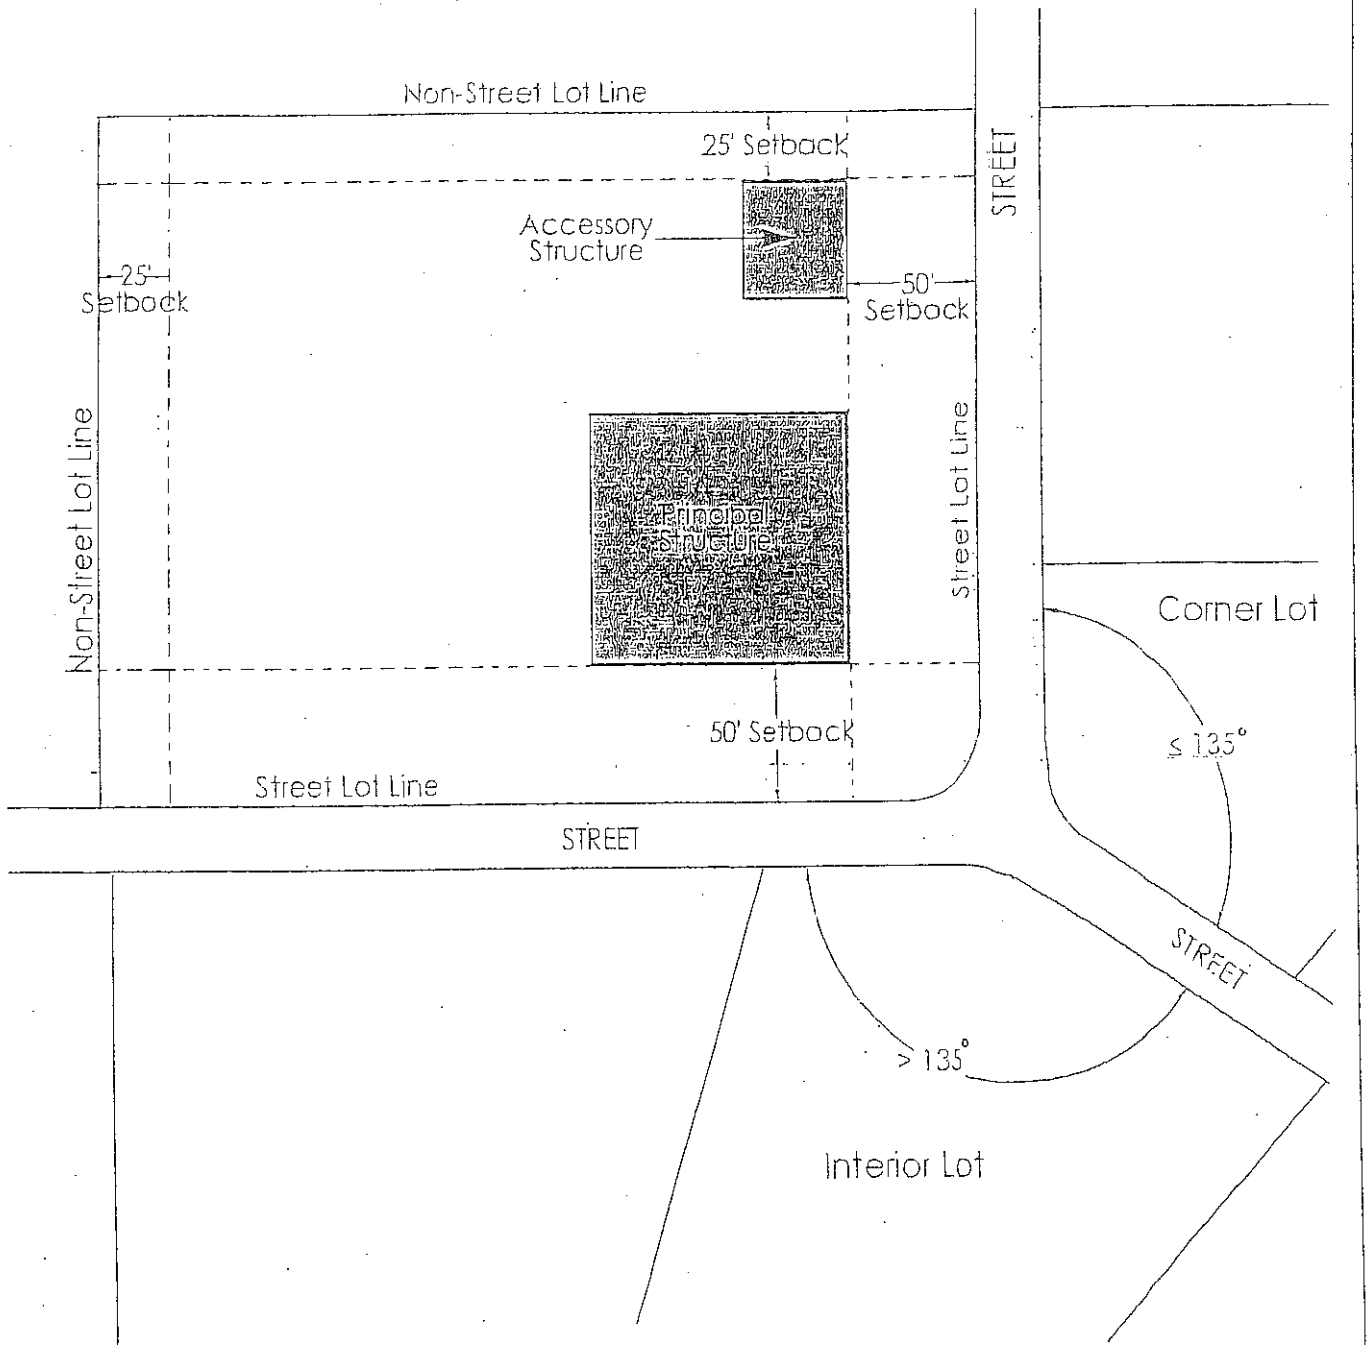 Non-Street Lot Line
25' Setback
STREET
Accessory
Structure
25'
Setback
50'
Setback
Non-Street Lot Line
Street Lot Line
Principal
Structure
Corner Lot
≤ 135°
50' Setback
Street Lot Line
STREET
STREET
> 135°
Interior Lot